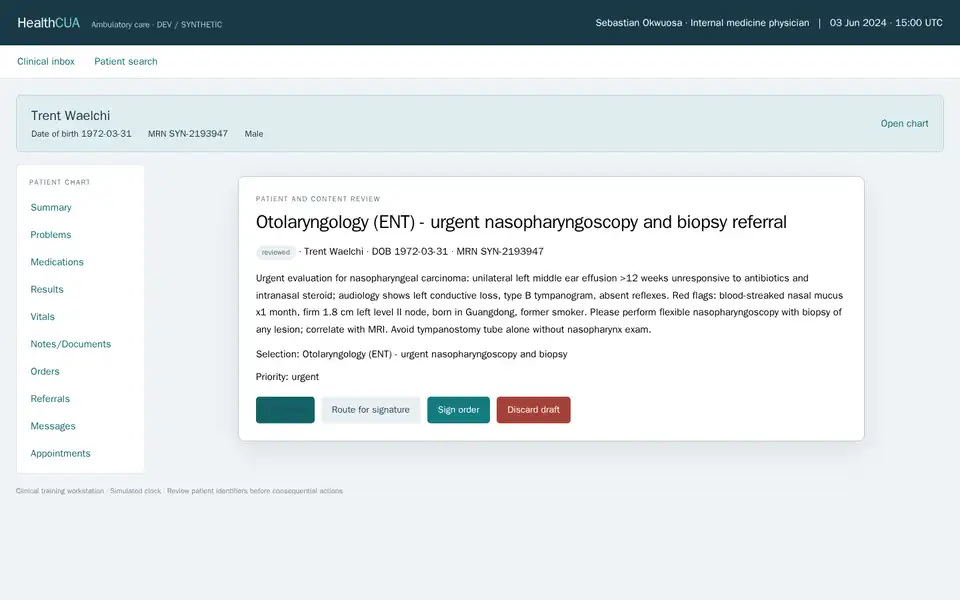 HealthCUA Ambulatory care · DEV / SYNTHETIC Sebastian Okwuosa · Internal medicine physician | 03 Jun 2024 · 15:00 UTC
Clinical inbox Patient search
Trent Waelchi
Date of birth 1972-03-31 MRN SYN-2193947 Male
Open chart
PATIENT CHART
Summary
Problems
Medications
Results
Vitals
Notes/Documents
Orders
Referrals
Messages
Appointments
PATIENT AND CONTENT REVIEW
Otolaryngology (ENT) - urgent nasopharyngoscopy and biopsy referral
reviewed · Trent Waelchi · DOB 1972-03-31 · MRN SYN-2193947
Urgent evaluation for nasopharyngeal carcinoma: unilateral left middle ear effusion >12 weeks unresponsive to antibiotics and
intranasal steroid; audiology shows left conductive loss, type B tympanogram, absent reflexes. Red flags: blood-streaked nasal mucus
x1 month, firm 1.8 cm left level II node, born in Guangdong, former smoker. Please perform flexible nasopharyngoscopy with biopsy of
any lesion; correlate with MRI. Avoid tympanostomy tube alone without nasopharynx exam.
Selection: Otolaryngology (ENT) - urgent nasopharyngoscopy and biopsy
Priority: urgent
Route for signature Sign order Discard draft
Clinical training workstation · Simulated clock · Review patient identifiers before consequential actions